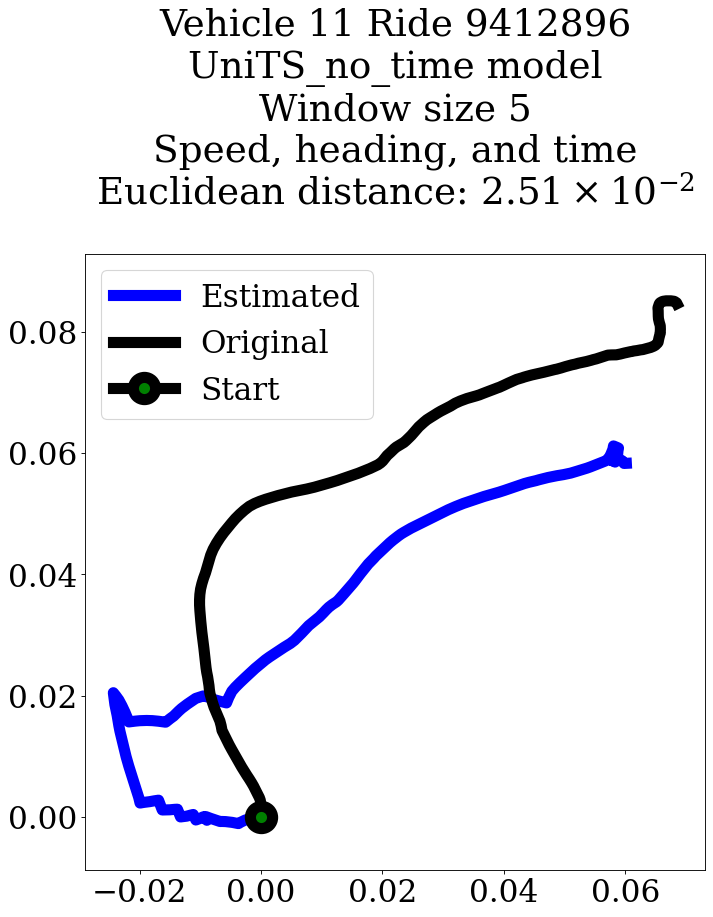 Vehicle 11 Ride 9412896
UniTS_no_time model
Window size 5
Speed, heading, and time
Euclidean distance: 2.51 × 10⁻²
Estimated
Original
Start
0.08
0.06
0.04
0.02
0.00
−0.02 0.00 0.02 0.04 0.06